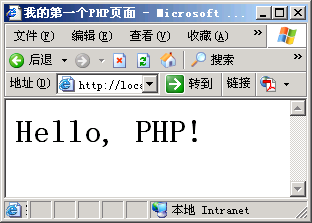 我的第一个PHP页面 - Microsoft ...
文件(F) 编辑(E) 查看(V) 收藏(A) »
后退 搜索 »
地址(D) http://loca 转到 链接 »
Hello, PHP!
本地 Intranet